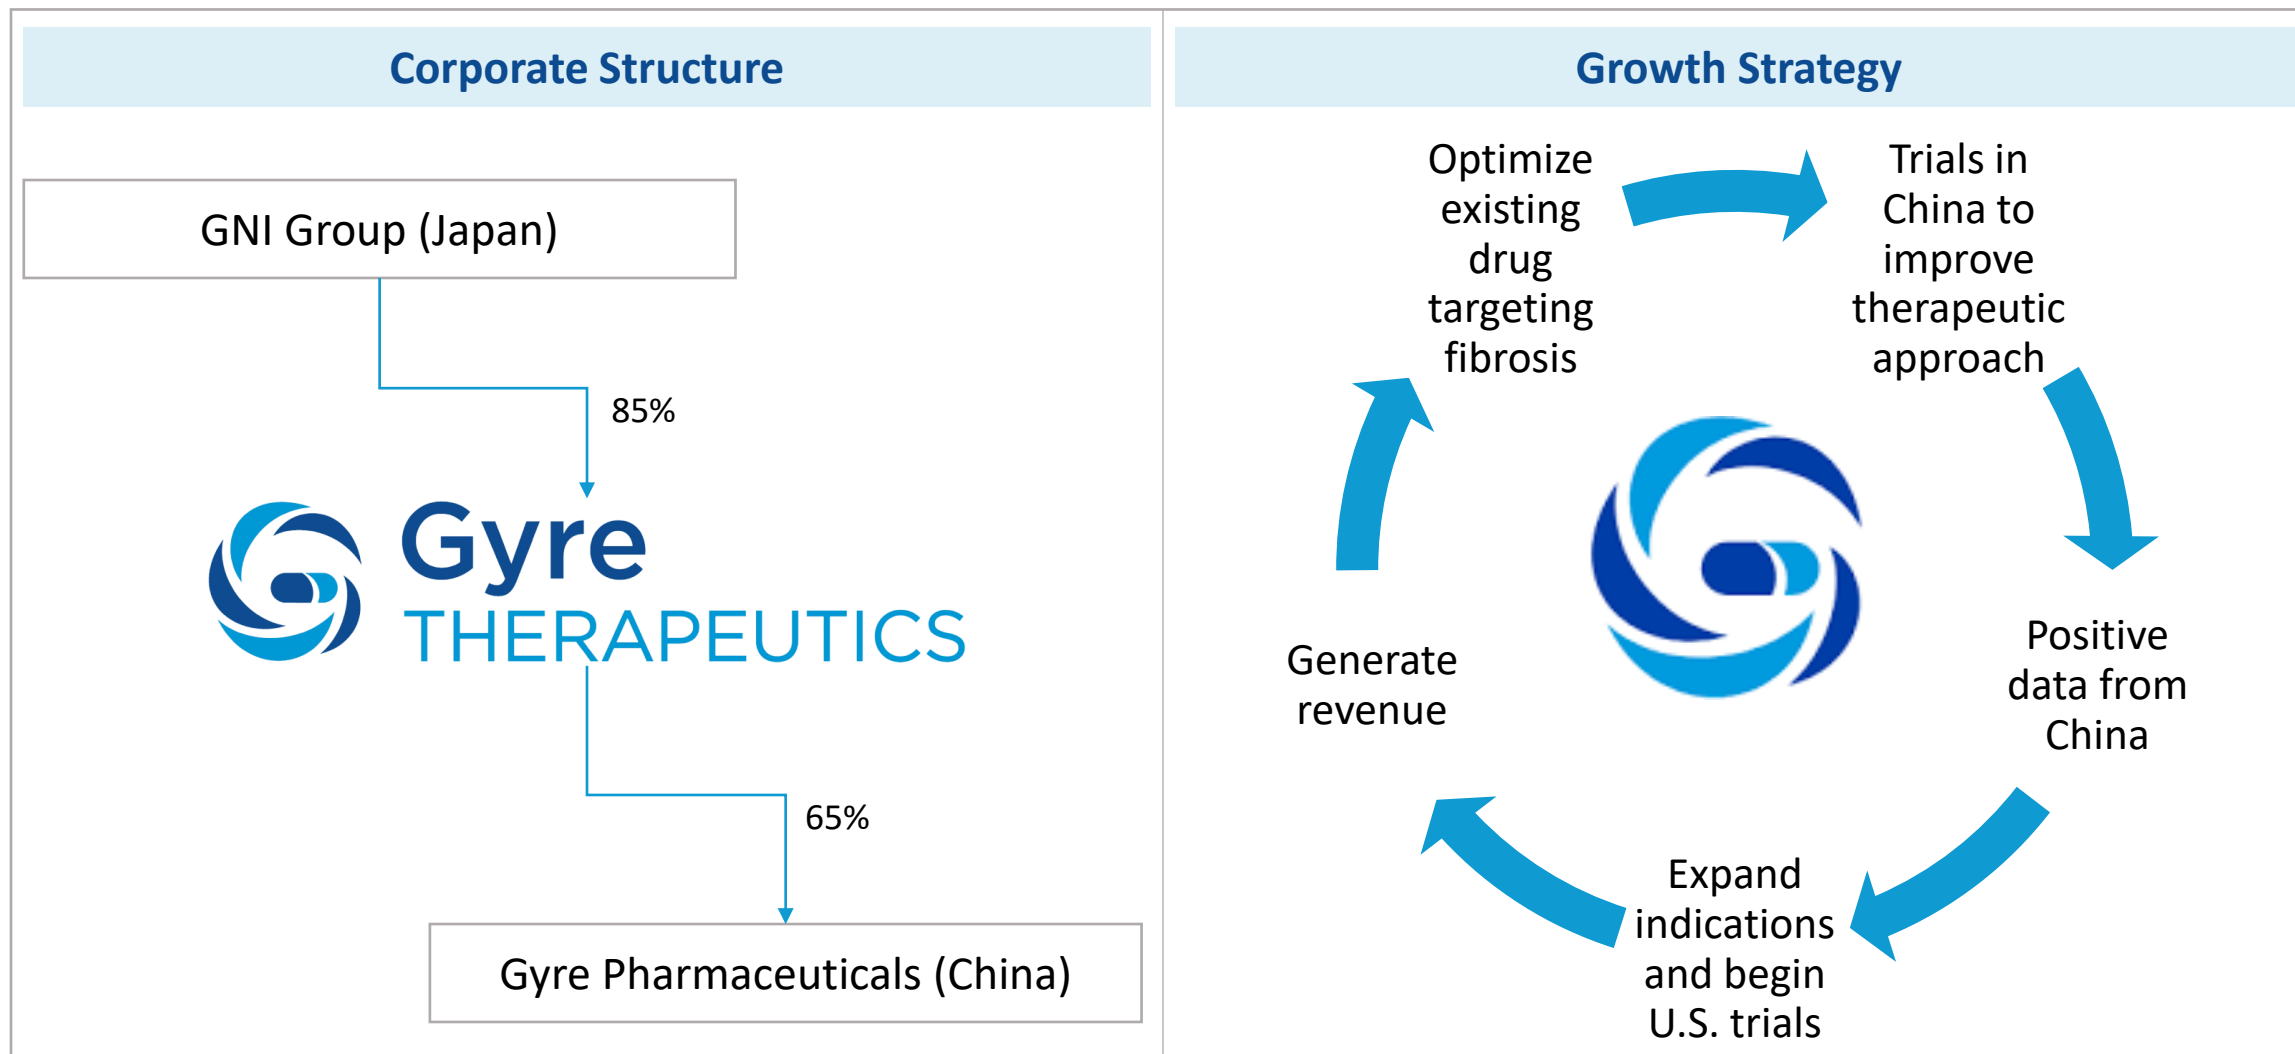 Corporate Structure
GNI Group (Japan)
85%
Gyre
THERAPEUTICS
65%
Gyre Pharmaceuticals (China)
Growth Strategy
Optimize
existing
drug
targeting
fibrosis
Trials in
China to
improve
therapeutic
approach
Positive
data from
China
Expand
indications
and begin
U.S. trials
Generate
revenue